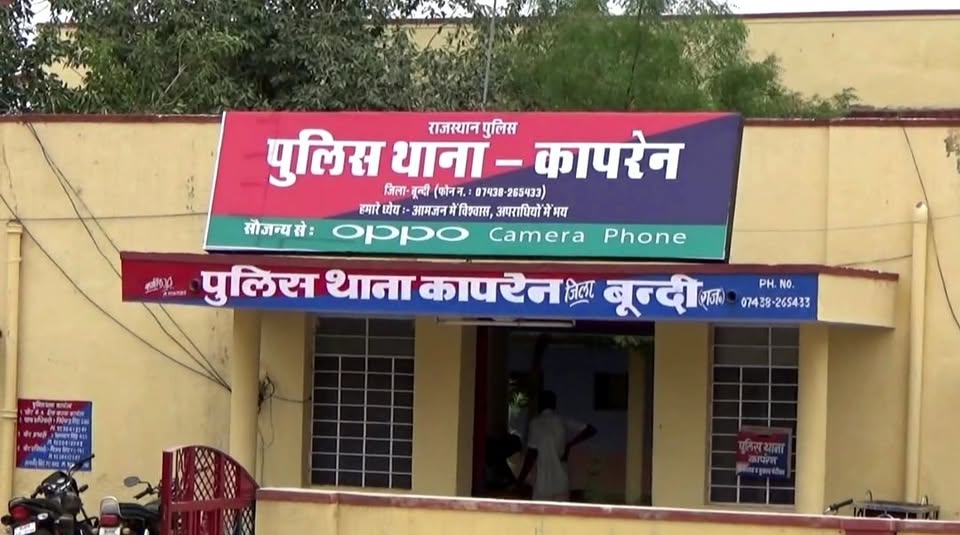 राजस्थान पुलिस
पुलिस थाना – कापरेन
जिला- बून्दी (फोन न. : 07438-265433)
हमारे ध्येय :- आमजन में विश्वास, अपराधियों में भय
सौजन्य से : oppo Camera Phone
पुलिस थाना कापरैन जिला बून्दी (राज.)
PH. NO.
07438-265433
पुलिस थाना
कापरेन